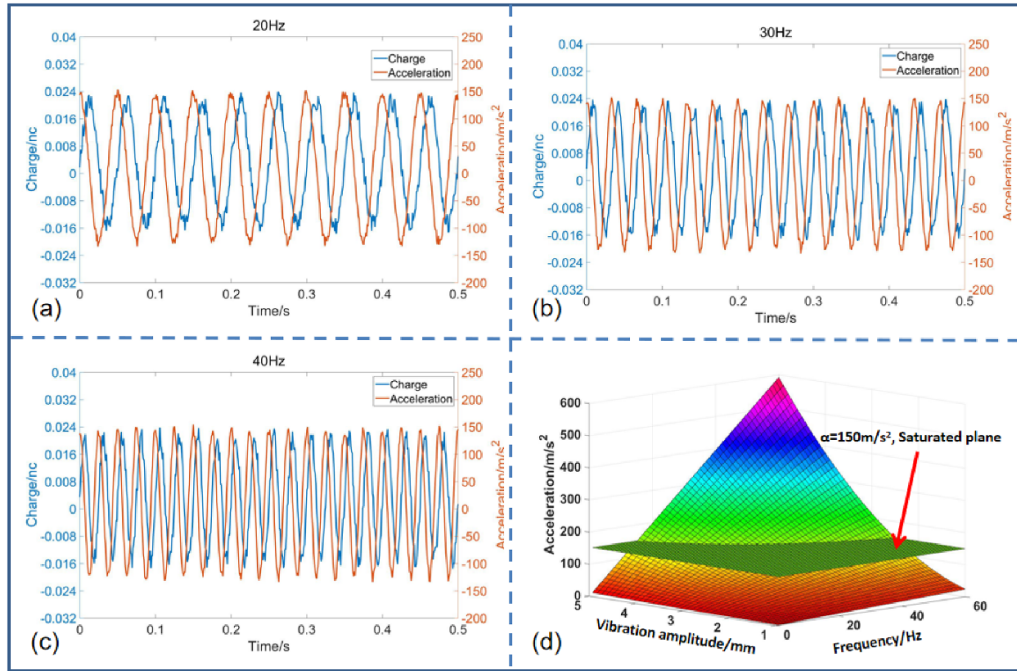 20Hz
0.04
0.032
0.024
0.016
0.008
0
-0.008
-0.016
-0.024
-0.032
Charge/nc
250
200
150
100
50
0
-50
-100
-150
-200
Acceleration/m/s²
Charge
Acceleration
0 0.1 0.2 0.3 0.4 0.5
Time/s
(a)
30Hz
0.04
0.032
0.024
0.016
0.008
0
-0.008
-0.016
-0.024
-0.032
Charge/nc
250
200
150
100
50
0
-50
-100
-150
-200
Acceleration/m/s²
Charge
Acceleration
0 0.1 0.2 0.3 0.4 0.5
Time/s
(b)
40Hz
0.04
0.032
0.024
0.016
0.008
0
-0.008
-0.016
-0.024
-0.032
Charge/nc
250
200
150
100
50
0
-50
-100
-150
-200
Acceleration/m/s²
Charge
Acceleration
0 0.1 0.2 0.3 0.4 0.5
Time/s
(c)
600
500
400
300
200
100
0
Acceleration/m/s²
α=150m/s², Saturated plane
5 4 3 2 1
Vibration amplitude/mm
0 20 40 60
Frequency/Hz
(d)